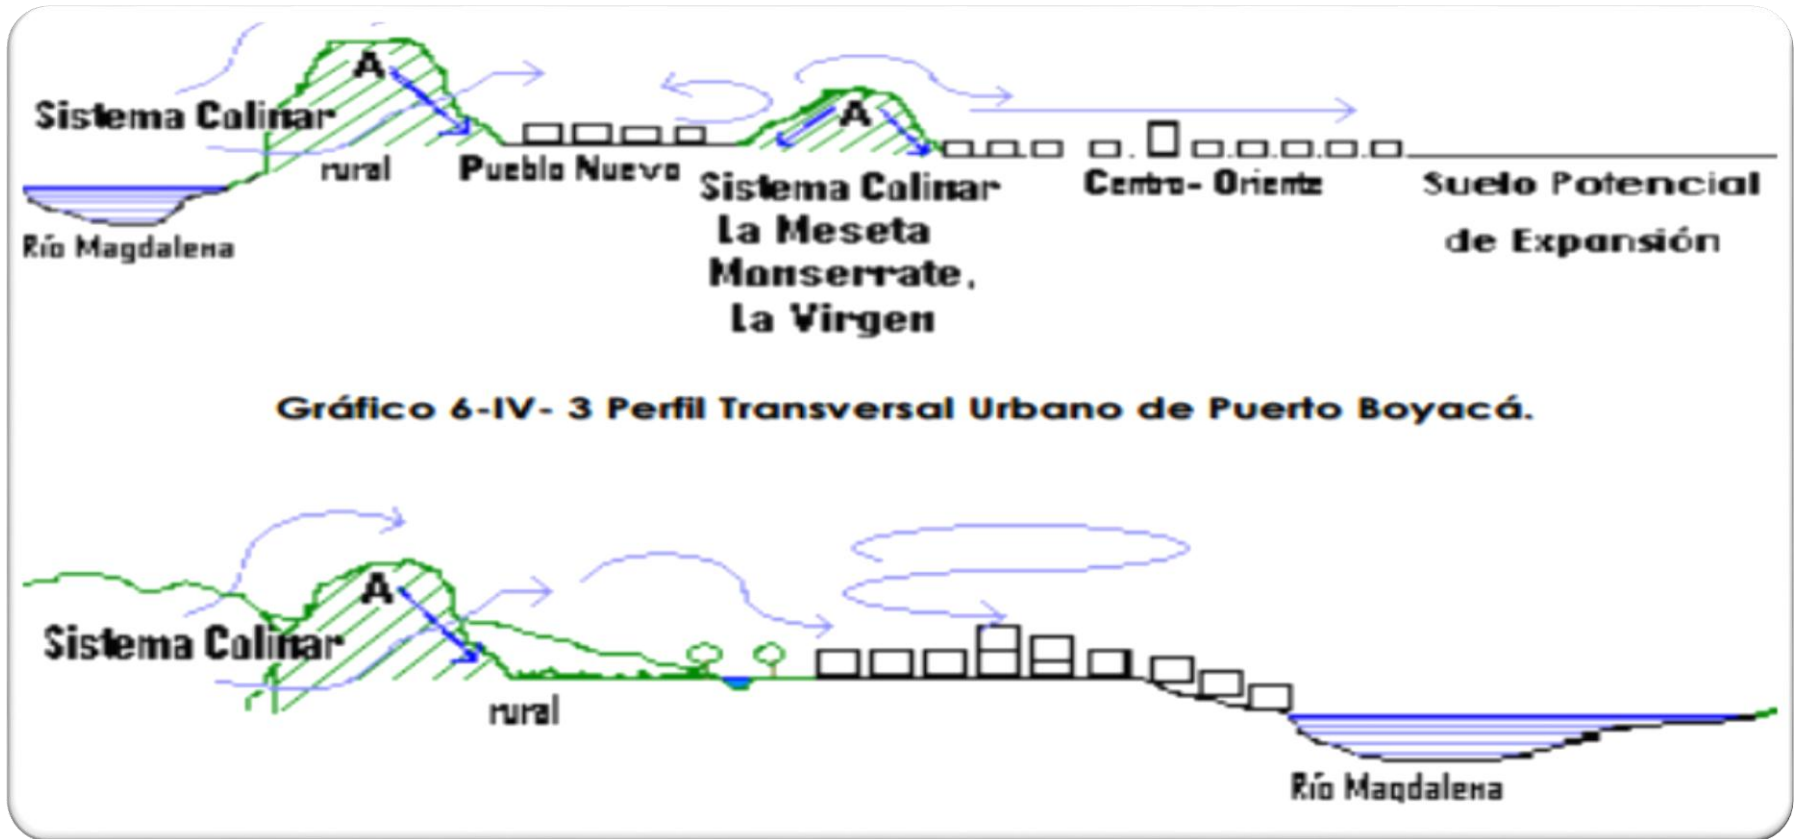 A
A
Sistema Colinar
rural
Pueblo Nuevo
Sistema Colinar
La Meseta
Monserrate,
La Virgen
Centro- Oriente
Suelo Potencial
de Expansión
Río Magdalena
Gráfico 6-IV- 3 Perfil Transversal Urbano de Puerto Boyacá.
A
Sistema Colinar
rural
Río Magdalena